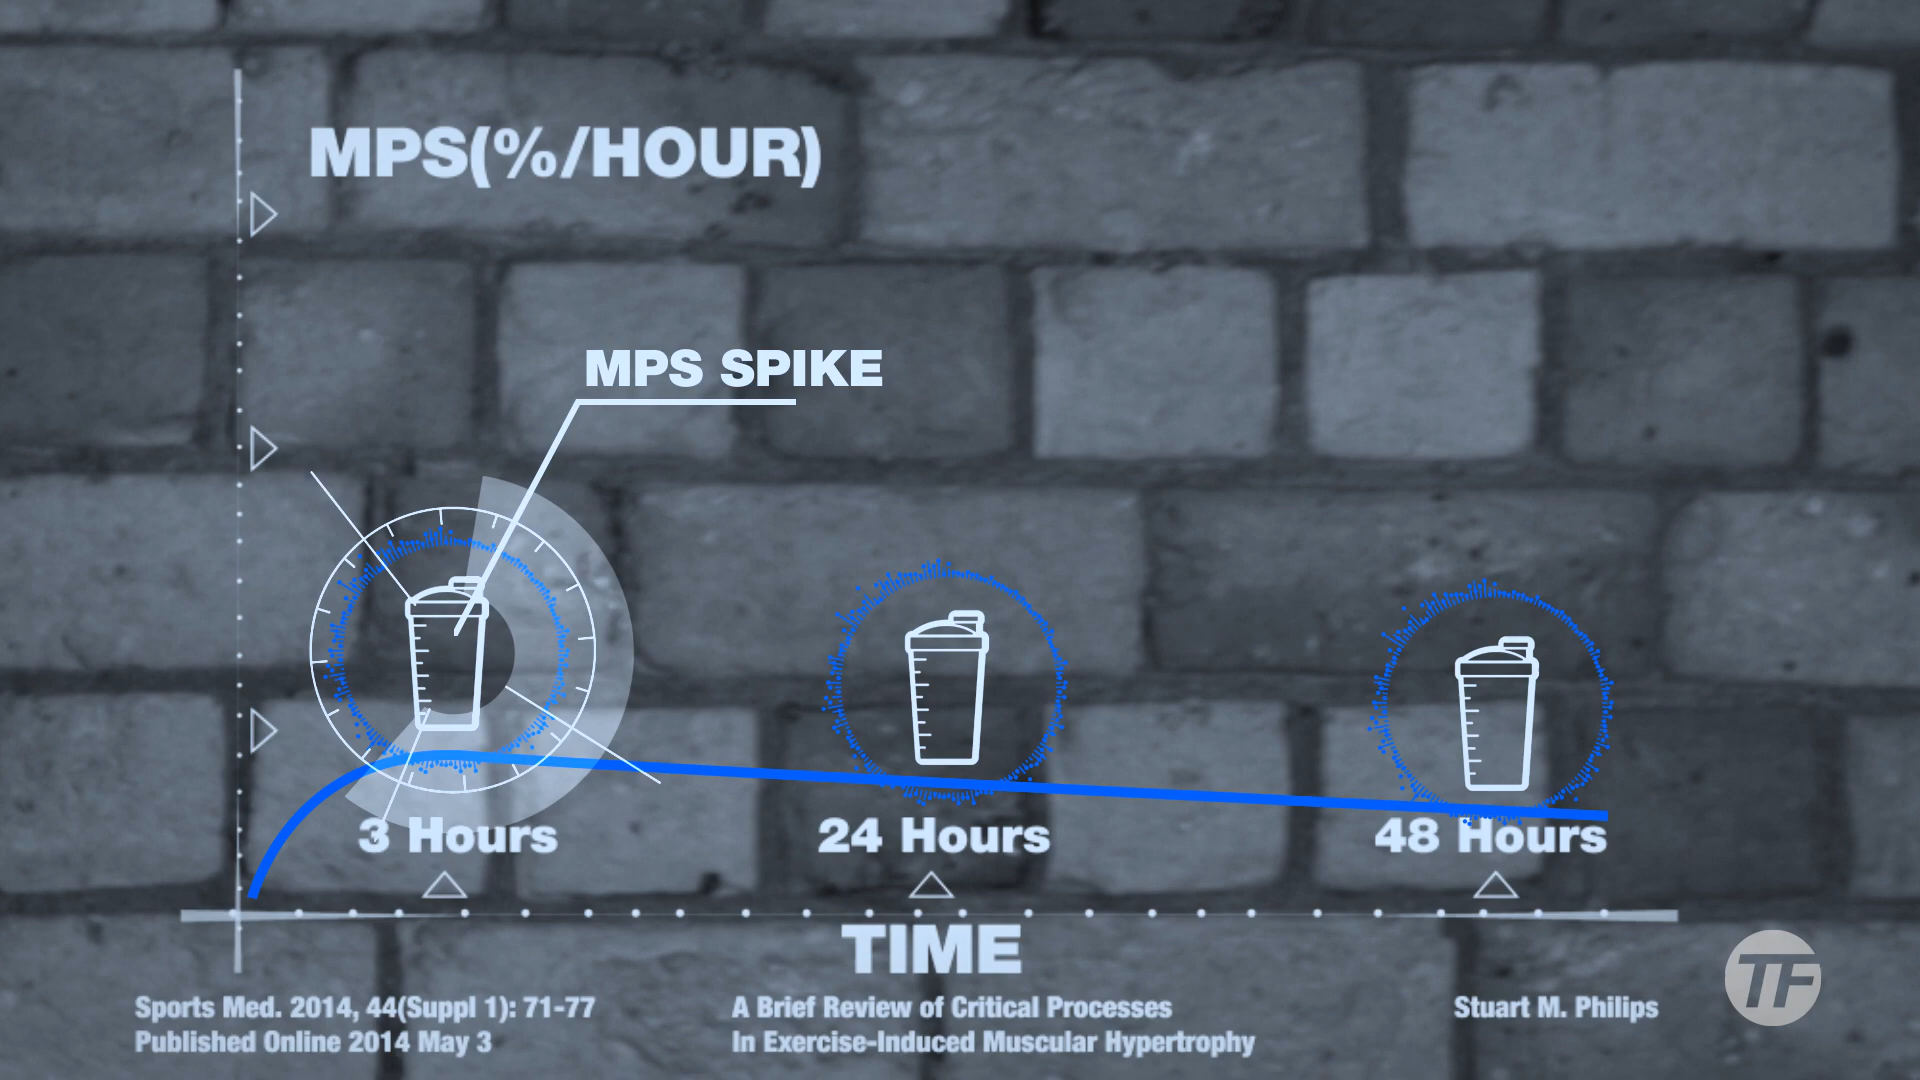 MPS(%/HOUR)
MPS SPIKE
3 Hours
24 Hours
48 Hours
TIME
Sports Med. 2014, 44(Suppl 1): 71-77
Published Online 2014 May 3
A Brief Review of Critical Processes
In Exercise-Induced Muscular Hypertrophy
Stuart M. Philips
TF